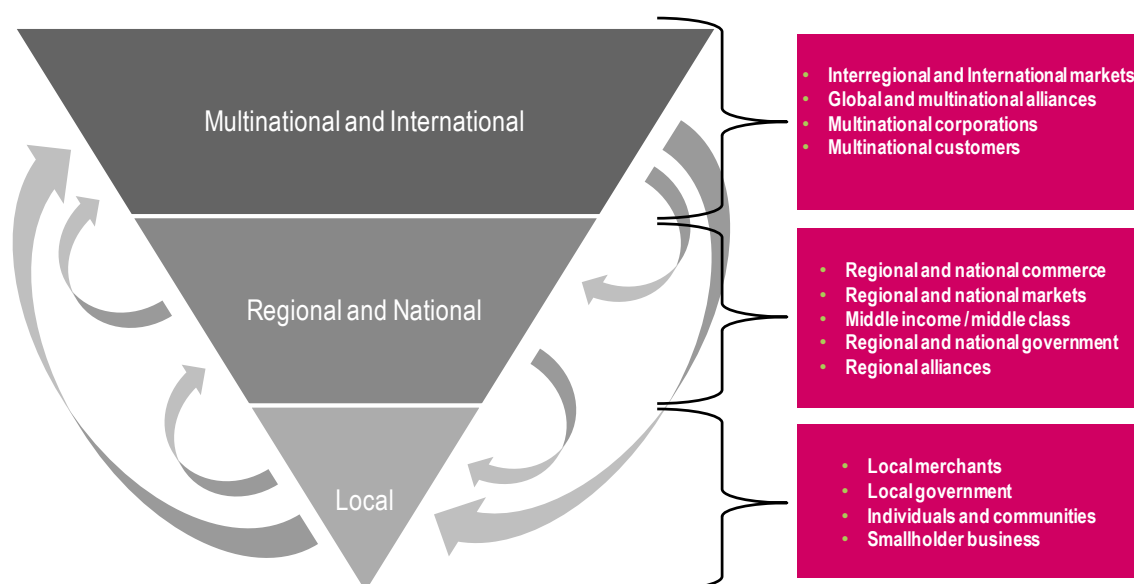 Multinational and International
• Interregional and International markets
• Global and multinational alliances
• Multinational corporations
• Multinational customers
Regional and National
• Regional and national commerce
• Regional and national markets
• Middle income / middle class
• Regional and national government
• Regional alliances
Local
• Local merchants
• Local government
• Individuals and communities
• Smallholder business